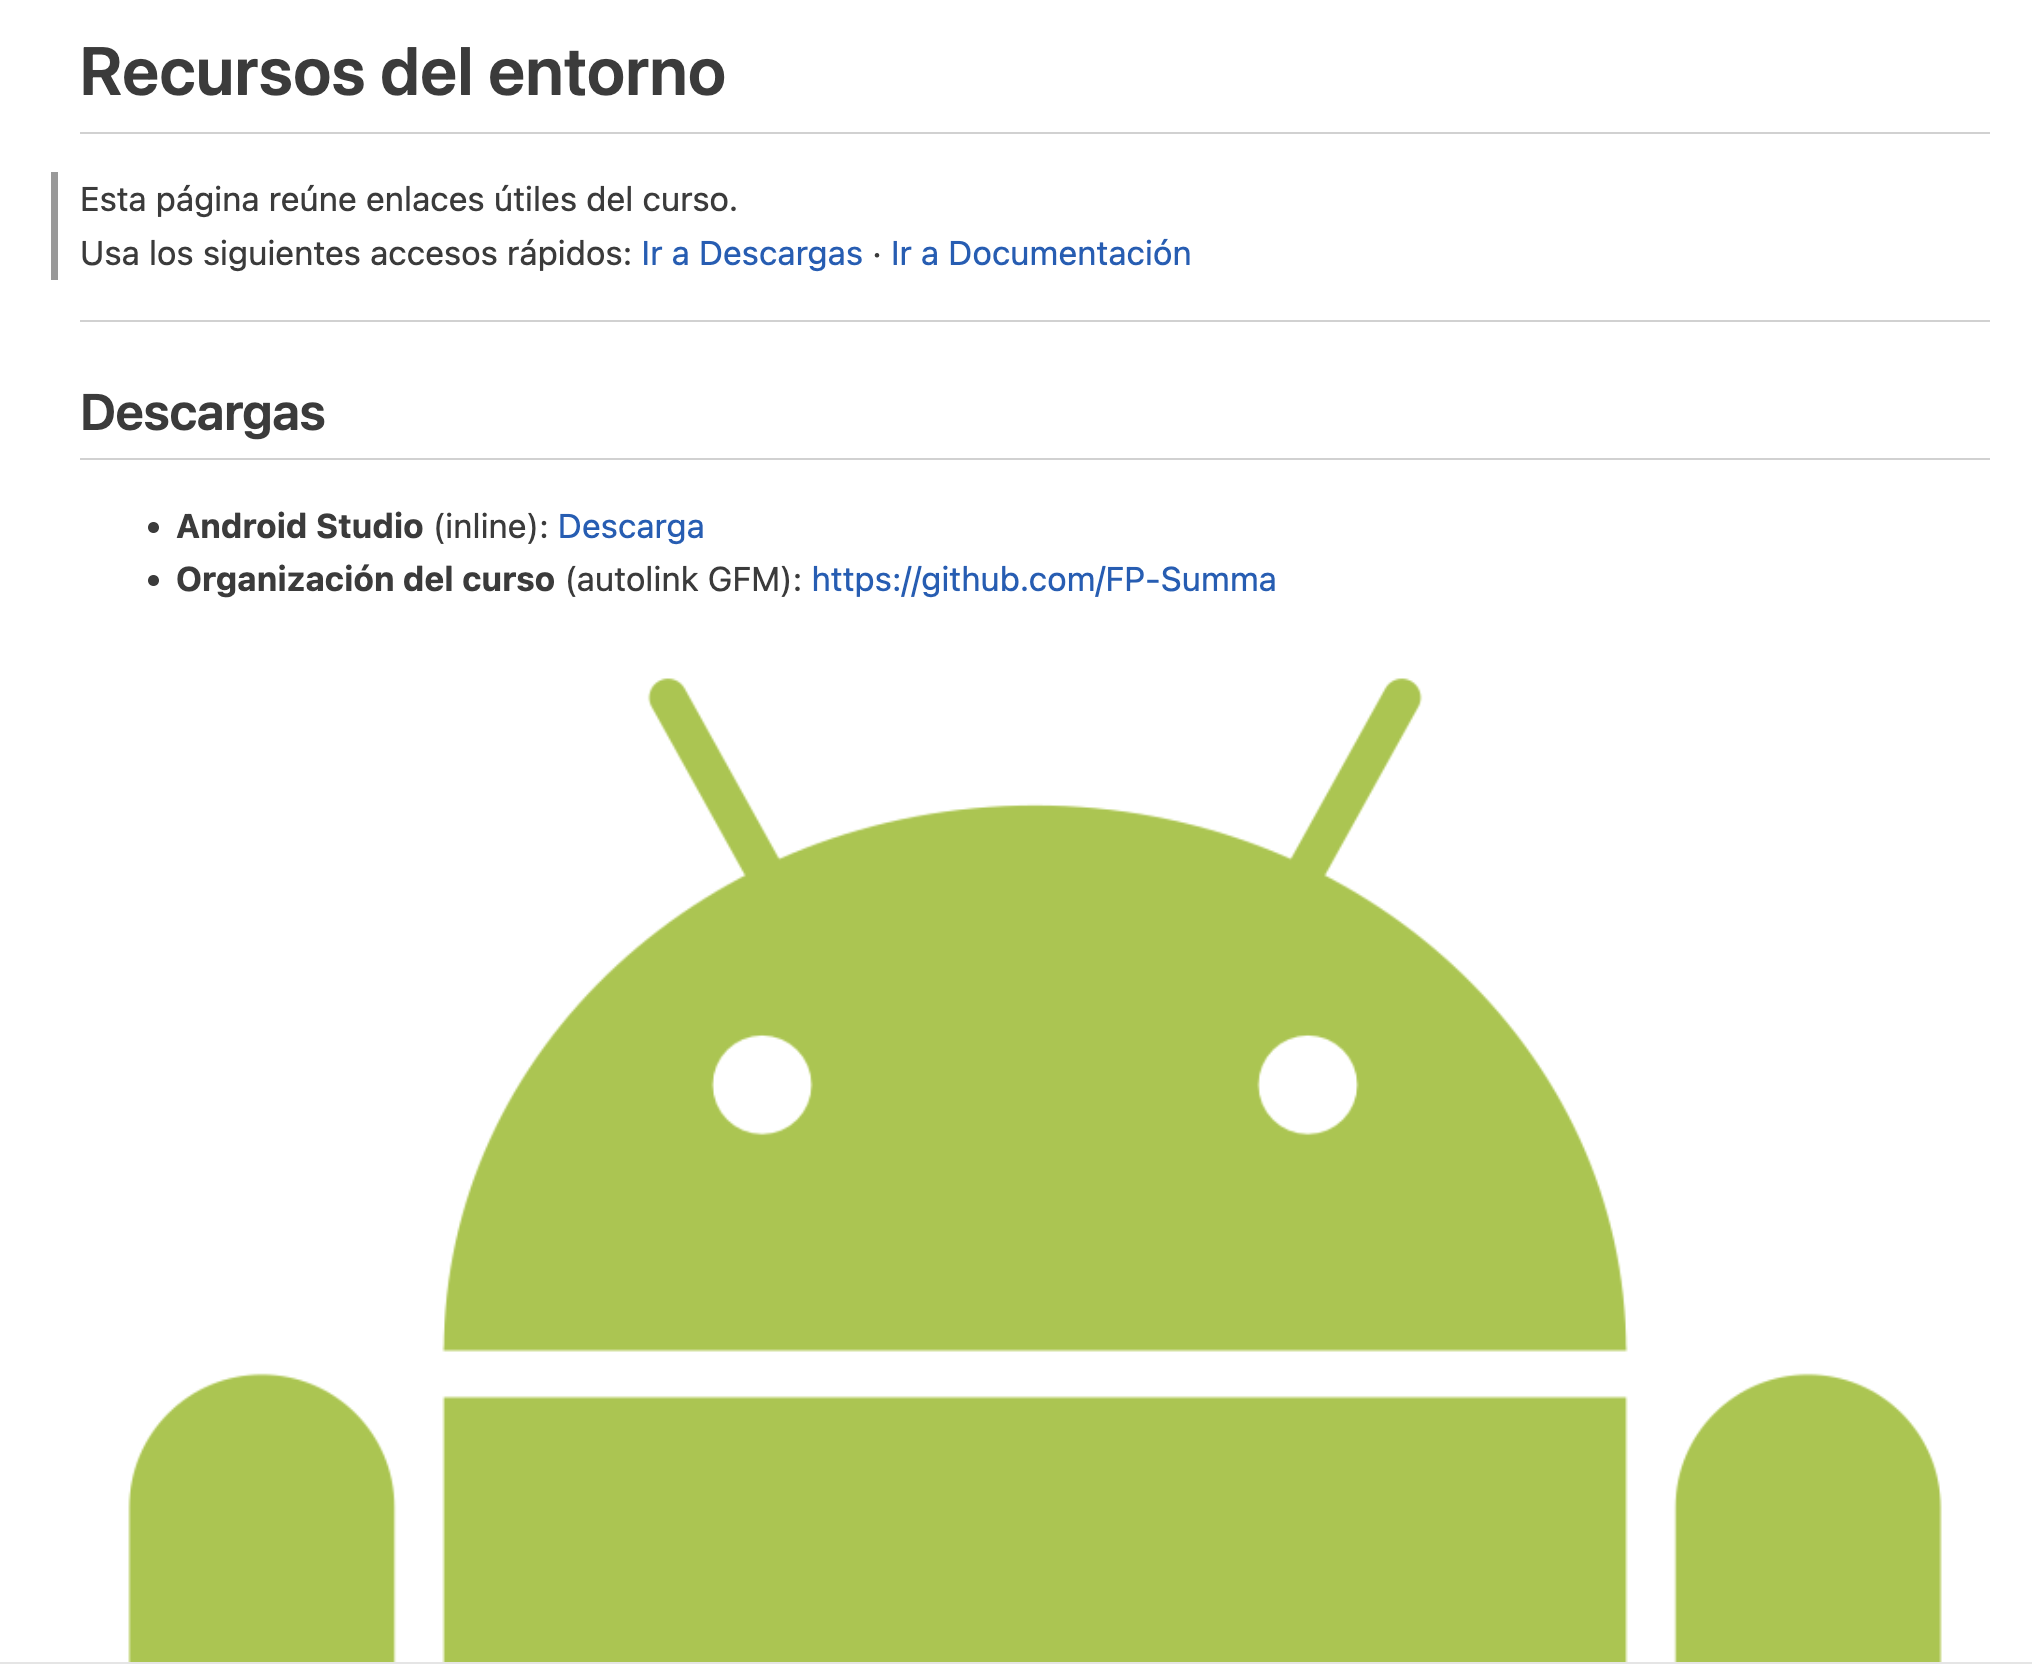 Recursos del entorno
Esta página reúne enlaces útiles del curso.
Usa los siguientes accesos rápidos: Ir a Descargas · Ir a Documentación
Descargas
• Android Studio (inline): Descarga
• Organización del curso (autolink GFM): https://github.com/FP-Summa